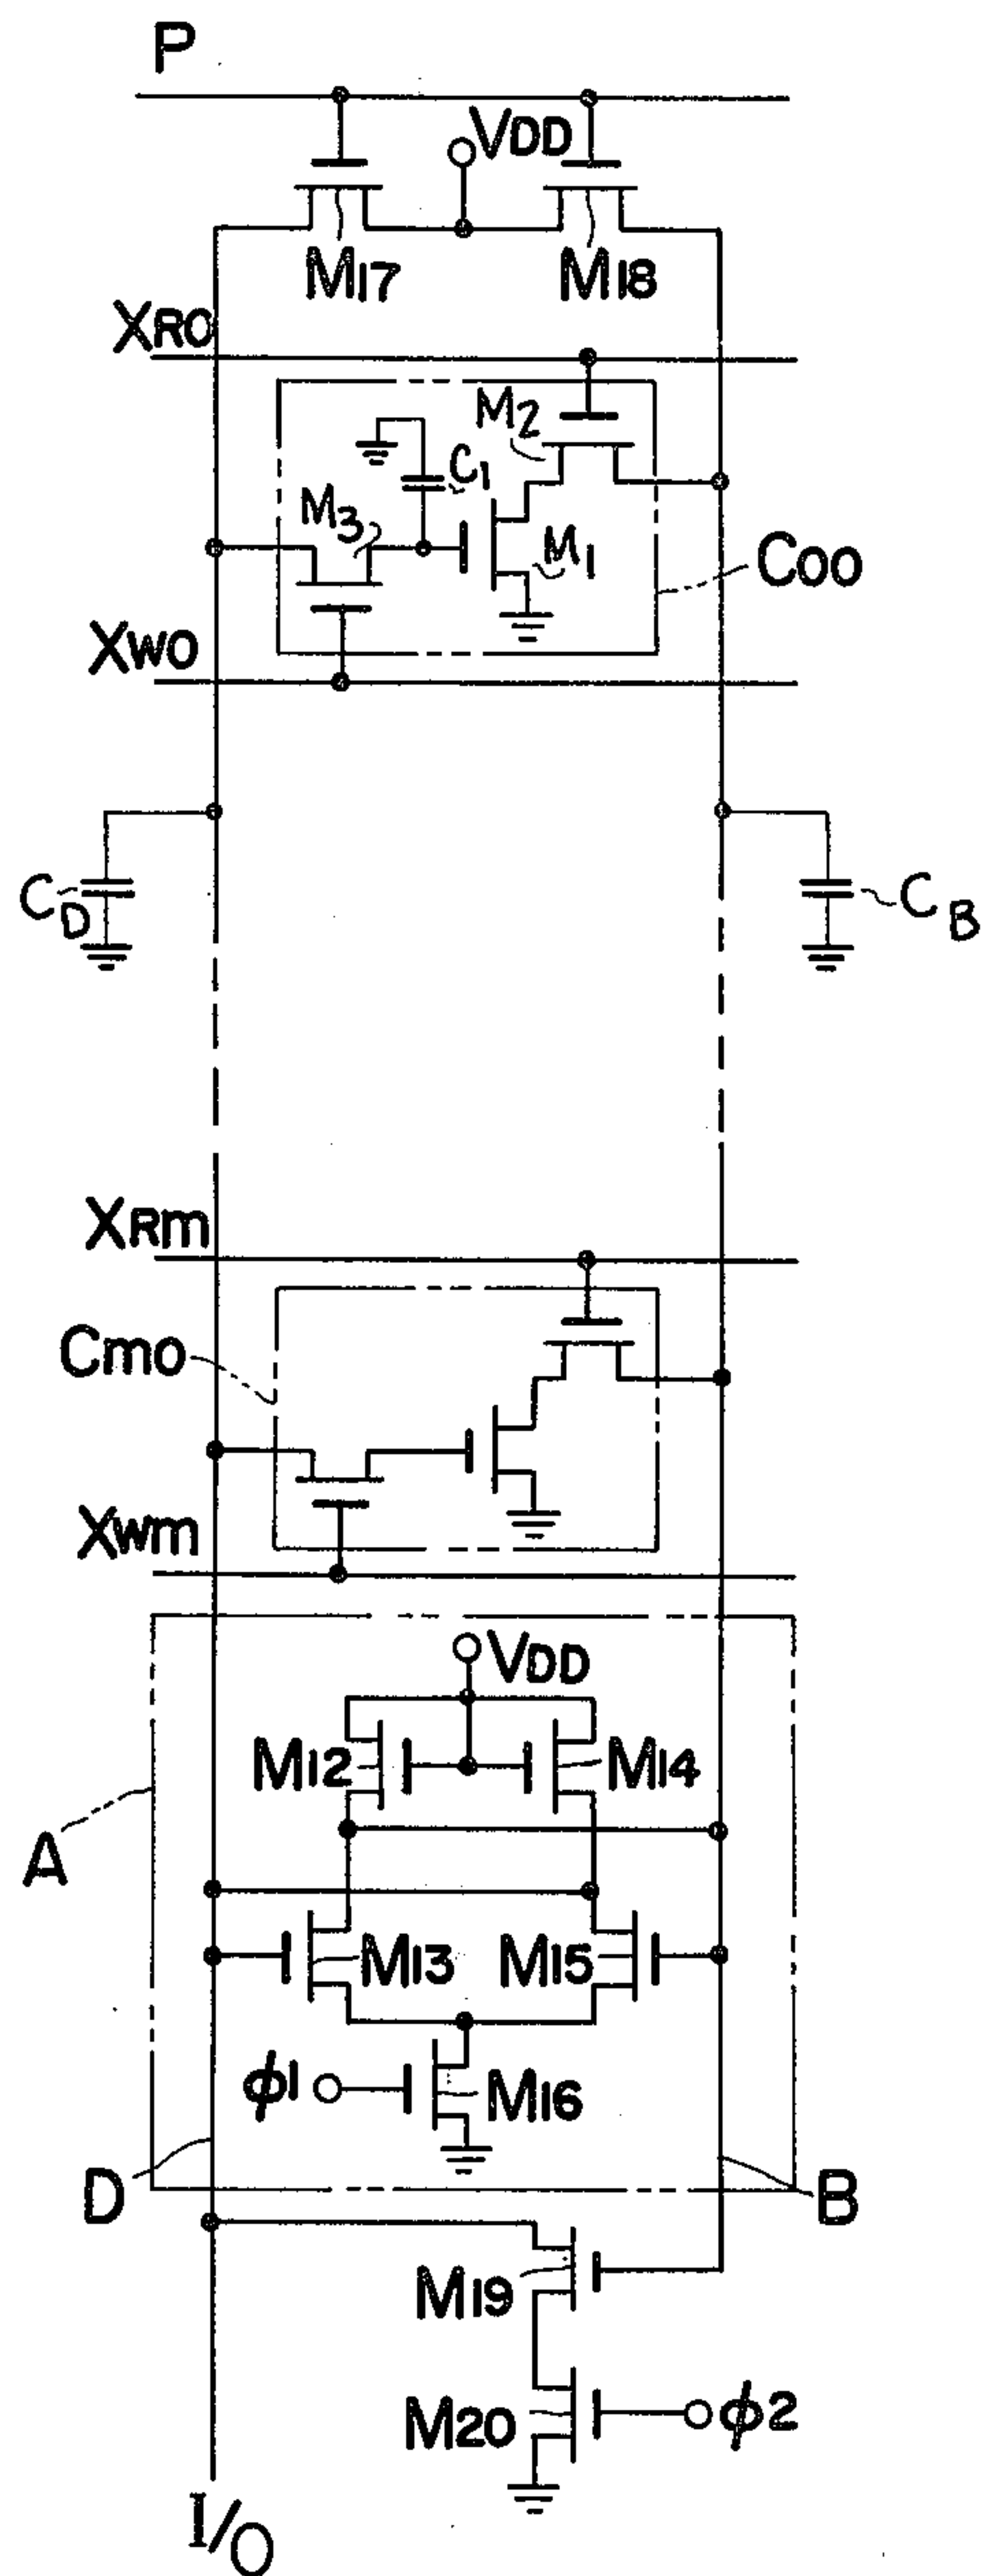 P
VDD
M17
M18
XR0
M2
C1
M3
M1
C00
XW0
CD
CB
XRm
Cm0
XWm
VDD
M12
M14
A
M13
M15
ϕ1
M16
D
B
M19
M20
ϕ2
I/O